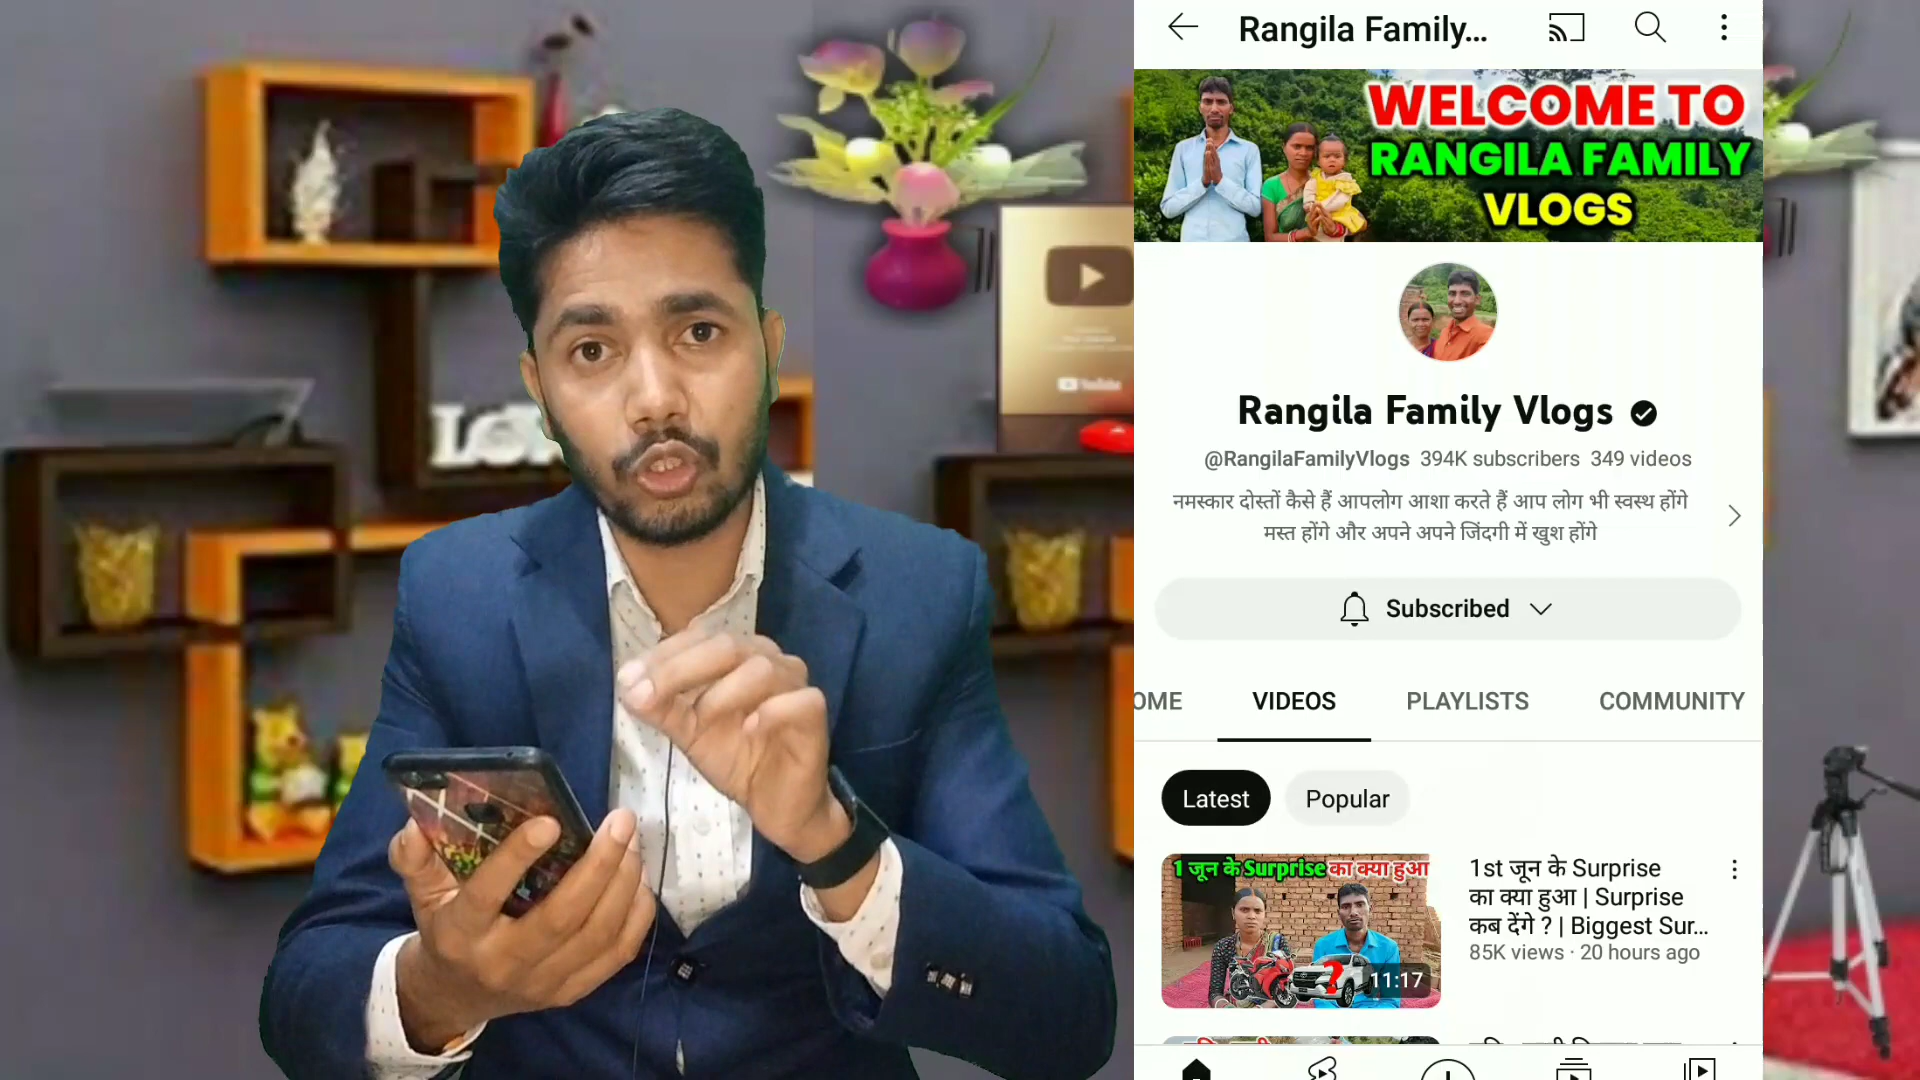 Rangila Family...
WELCOME TO
RANGILA FAMILY
VLOGS
Rangila Family Vlogs
@RangilaFamilyVlogs 394K subscribers 349 videos
नमस्कार दोस्तों कैसे हैं आपलोग आशा करते हैं आप लोग भी स्वस्थ होंगे
मस्त होंगे और अपने अपने जिंदगी में खुश होंगे
Subscribed
OME VIDEOS PLAYLISTS COMMUNITY
Latest Popular
1 जून के Surprise का क्या हुआ
11:17
1st जून के Surprise
का क्या हुआ | Surprise
कब देंगे ? | Biggest Sur...
85K views · 20 hours ago
YouTube